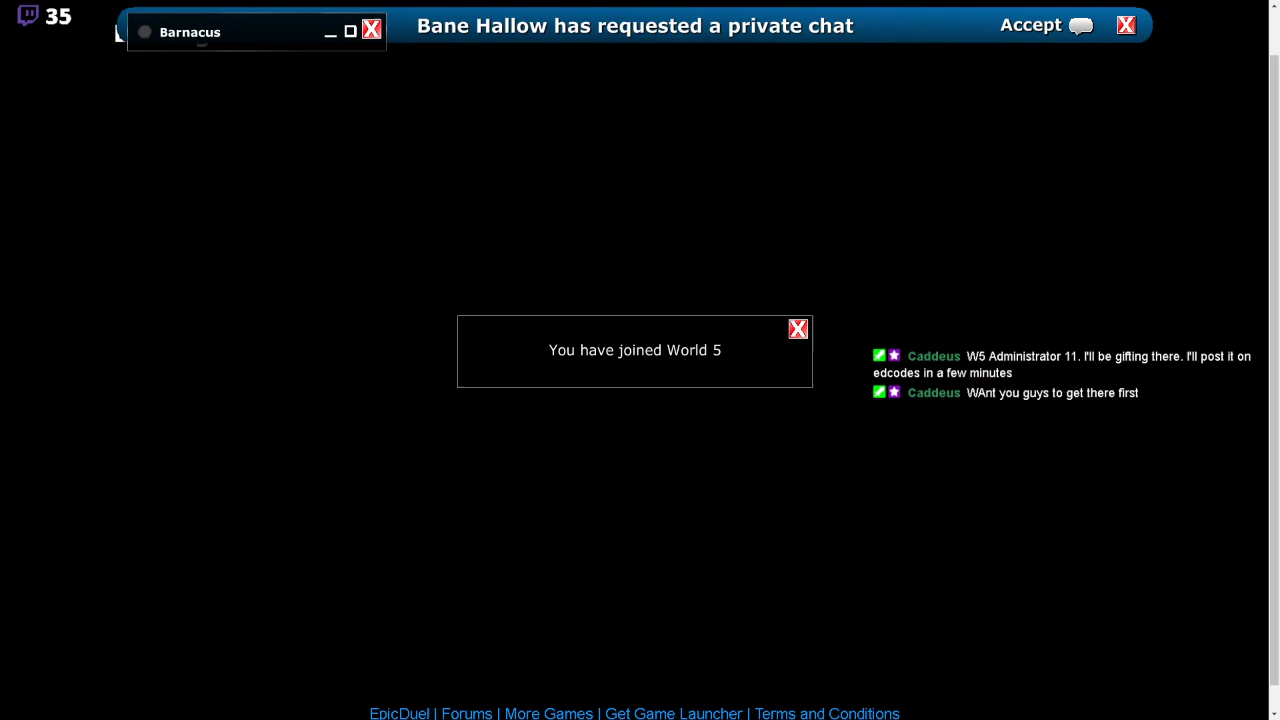 35
Barnacus
Bane Hallow has requested a private chat
Accept
You have joined World 5
Caddeus W5 Administrator 11. I'll be gifting there. I'll post it on
edcodes in a few minutes
Caddeus WAnt you guys to get there first
EpicDuel | Forums | More Games | Get Game Launcher | Terms and Conditions